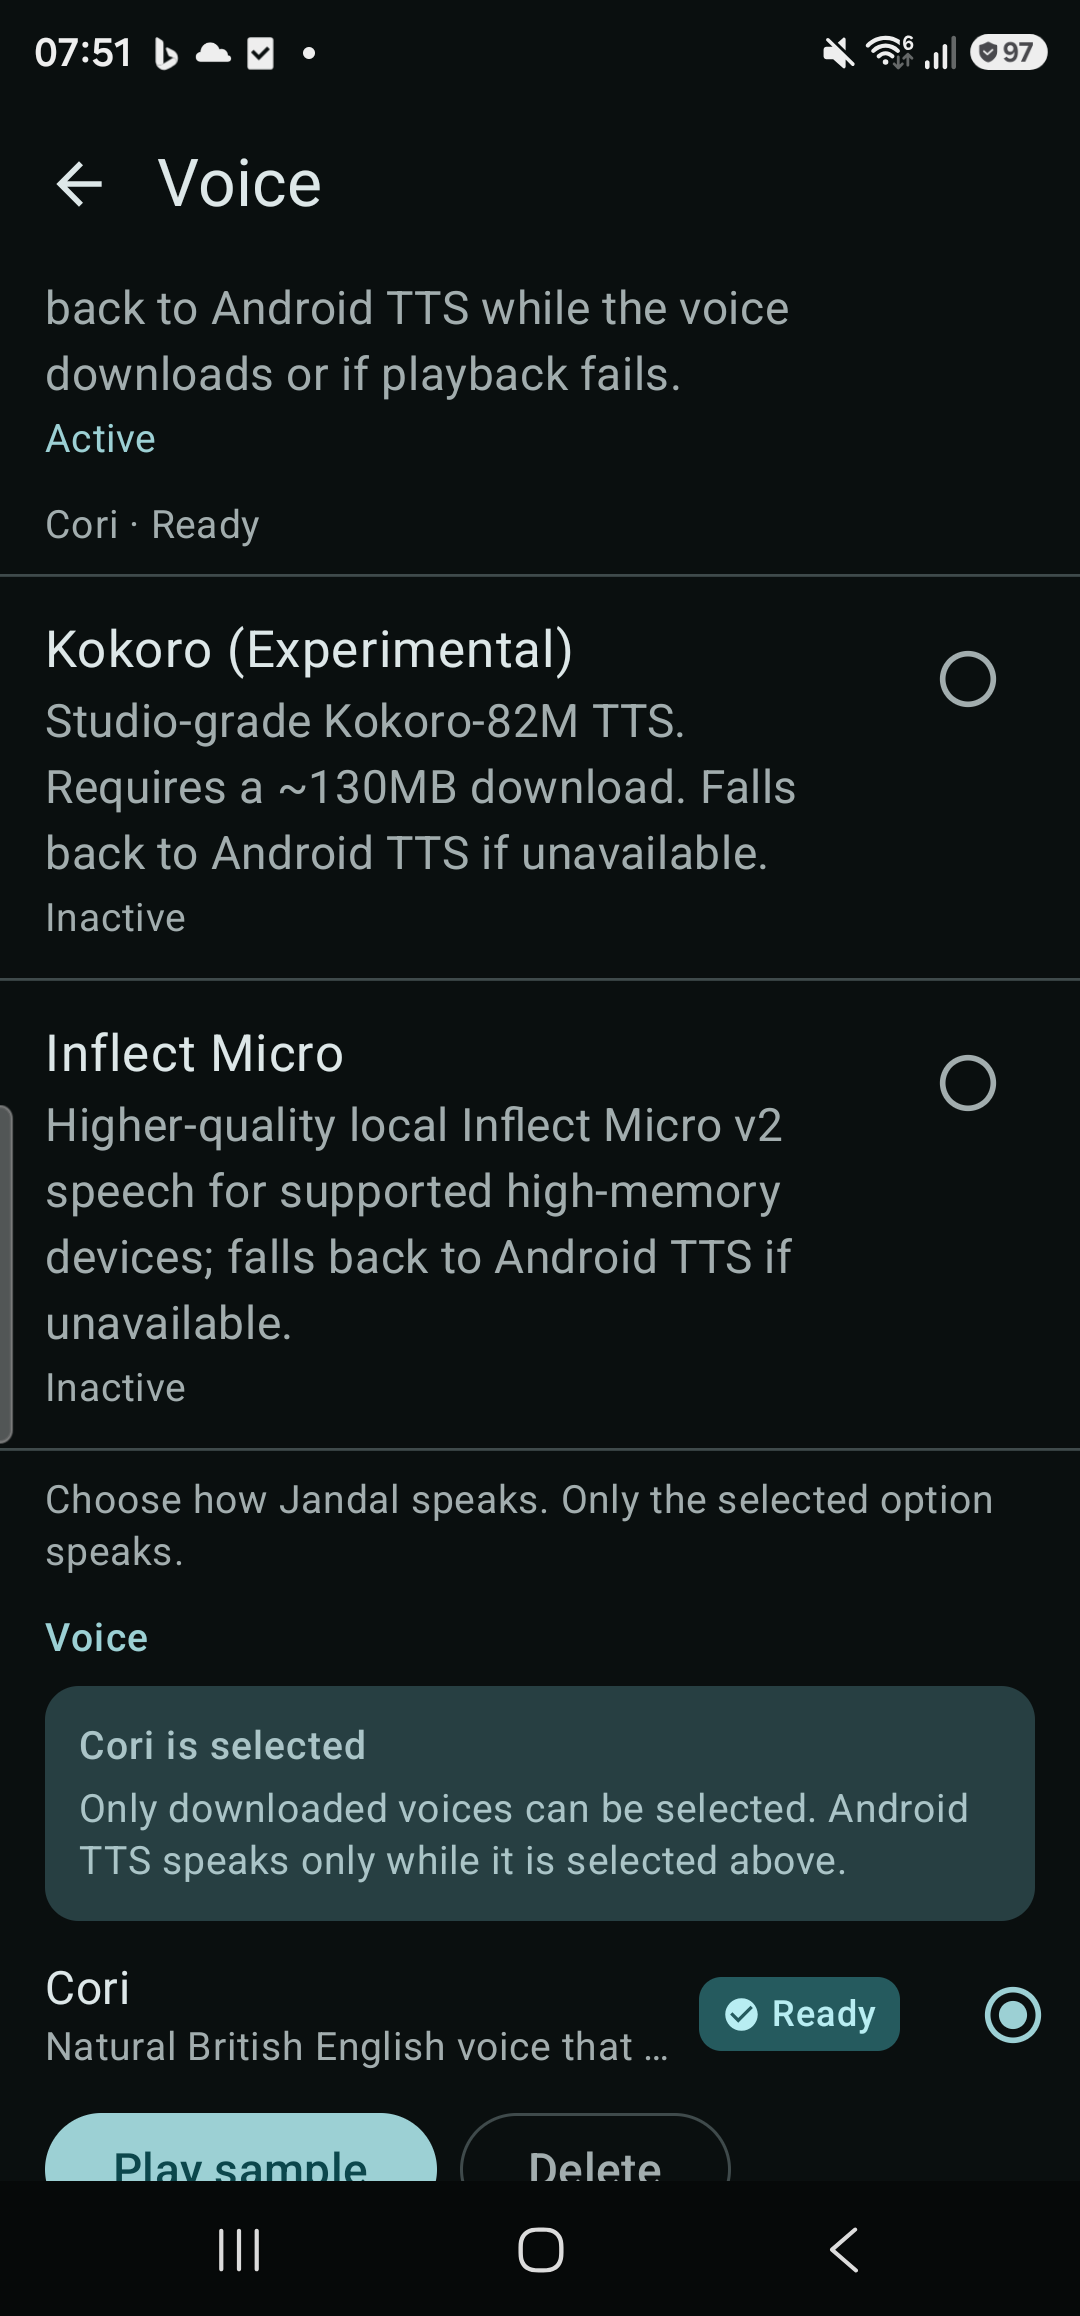 07:51
6
97
Voice
back to Android TTS while the voice
downloads or if playback fails.
Active
Cori · Ready
Kokoro (Experimental)
Studio-grade Kokoro-82M TTS.
Requires a ~130MB download. Falls
back to Android TTS if unavailable.
Inactive
Inflect Micro
Higher-quality local Inflect Micro v2
speech for supported high-memory
devices; falls back to Android TTS if
unavailable.
Inactive
Choose how Jandal speaks. Only the selected option
speaks.
Voice
Cori is selected
Only downloaded voices can be selected. Android
TTS speaks only while it is selected above.
Cori
Natural British English voice that ...
Ready
Play sample
Delete